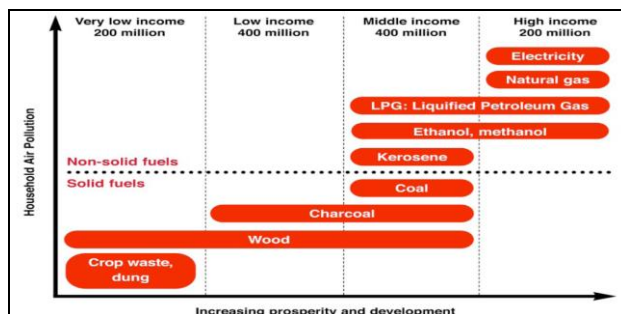 Very low income
200 million
Low income
400 million
Middle income
400 million
High income
200 million
Electricity
Natural gas
LPG: Liquified Petroleum Gas
Ethanol, methanol
Kerosene
Non-solid fuels
Solid fuels
Coal
Charcoal
Wood
Crop waste,
dung
Household Air Pollution
Increasing prosperity and development